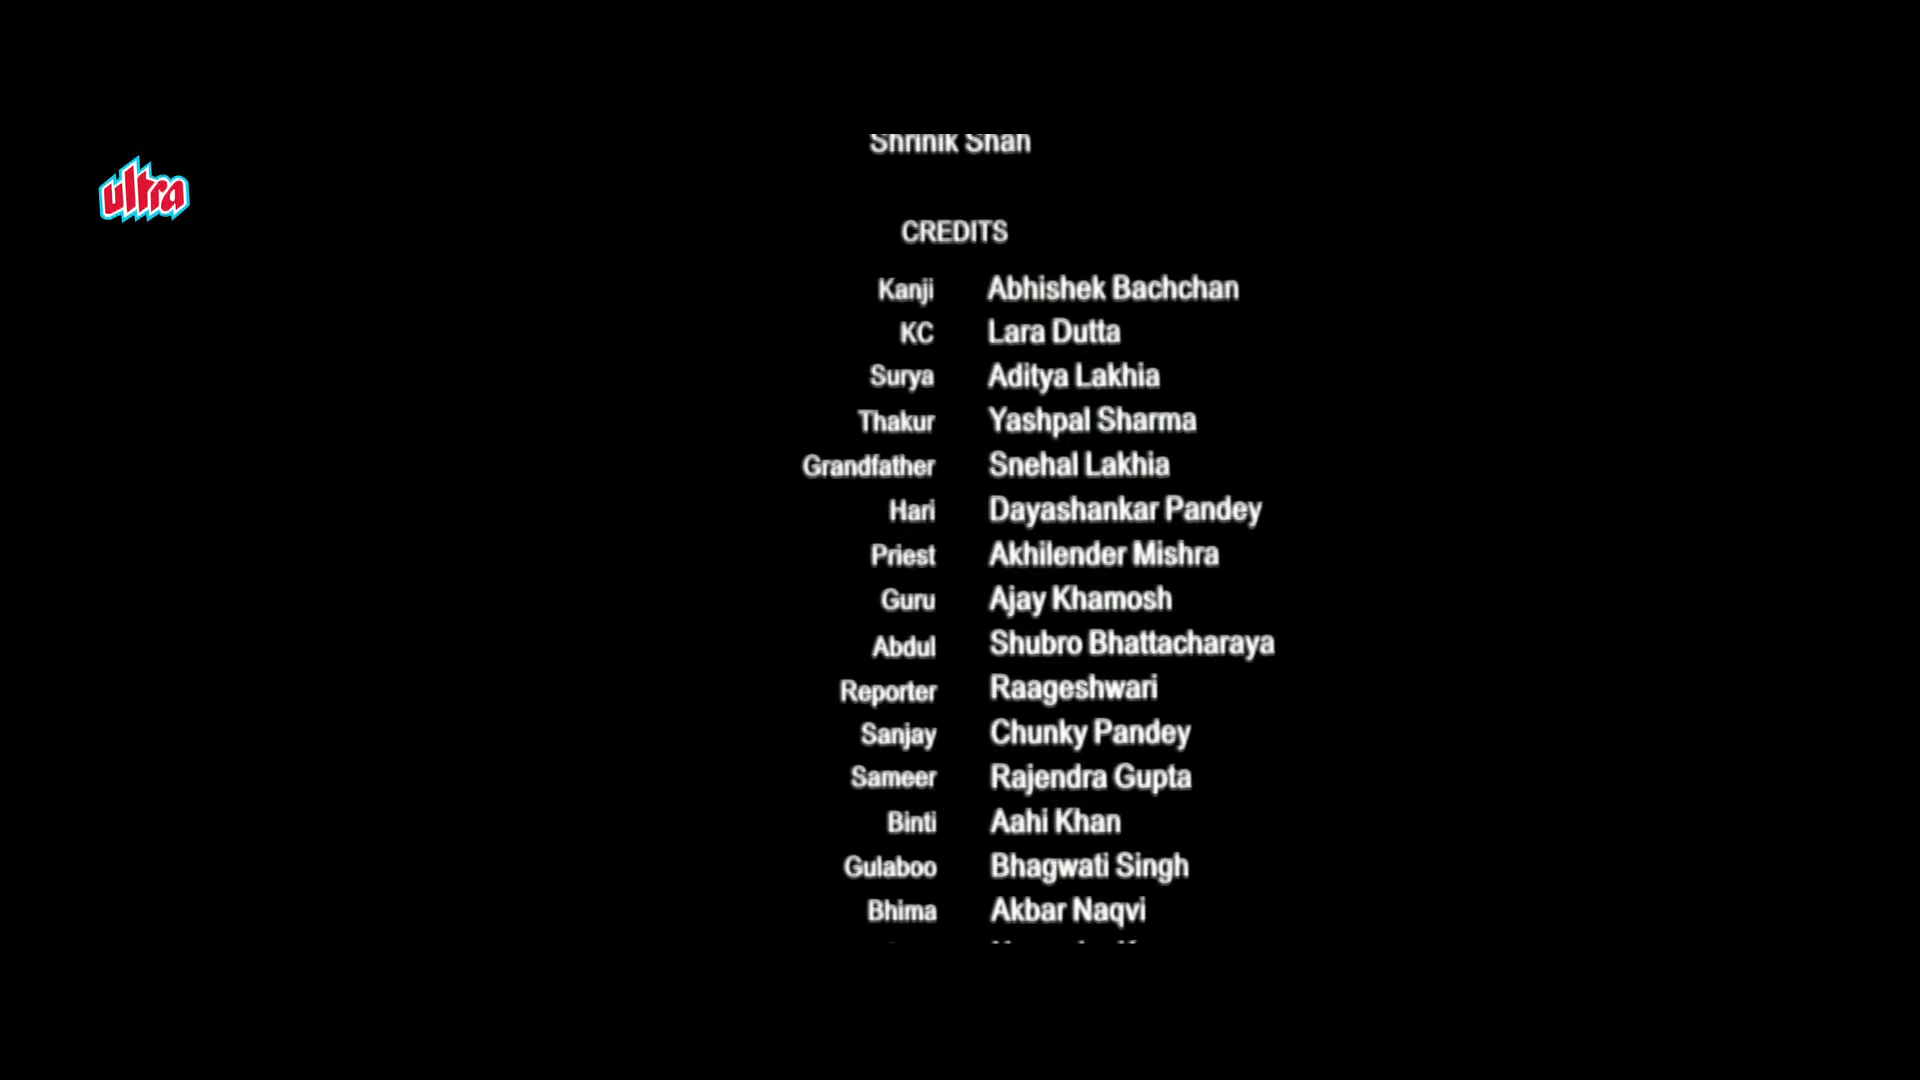 Shrinik Shah
ultra
CREDITS
Kanji Abhishek Bachchan
KC Lara Dutta
Surya Aditya Lakhia
Thakur Yashpal Sharma
Grandfather Snehal Lakhia
Hari Dayashankar Pandey
Priest Akhilender Mishra
Guru Ajay Khamosh
Abdul Shubro Bhattacharaya
Reporter Raageshwari
Sanjay Chunky Pandey
Sameer Rajendra Gupta
Binti Aahi Khan
Gulaboo Bhagwati Singh
Bhima Akbar Naqvi